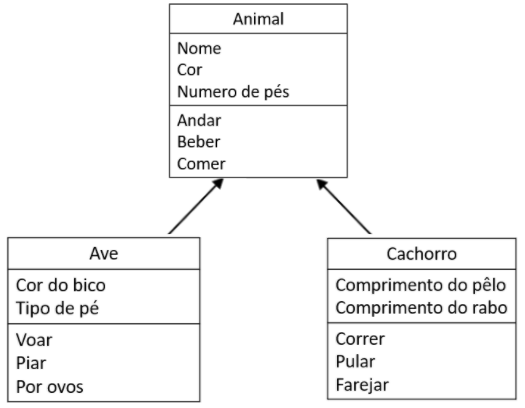 Animal
Nome
Cor
Numero de pés
Andar
Beber
Comer
Ave
Cor do bico
Tipo de pé
Voar
Piar
Por ovos
Cachorro
Comprimento do pêlo
Comprimento do rabo
Correr
Pular
Farejar